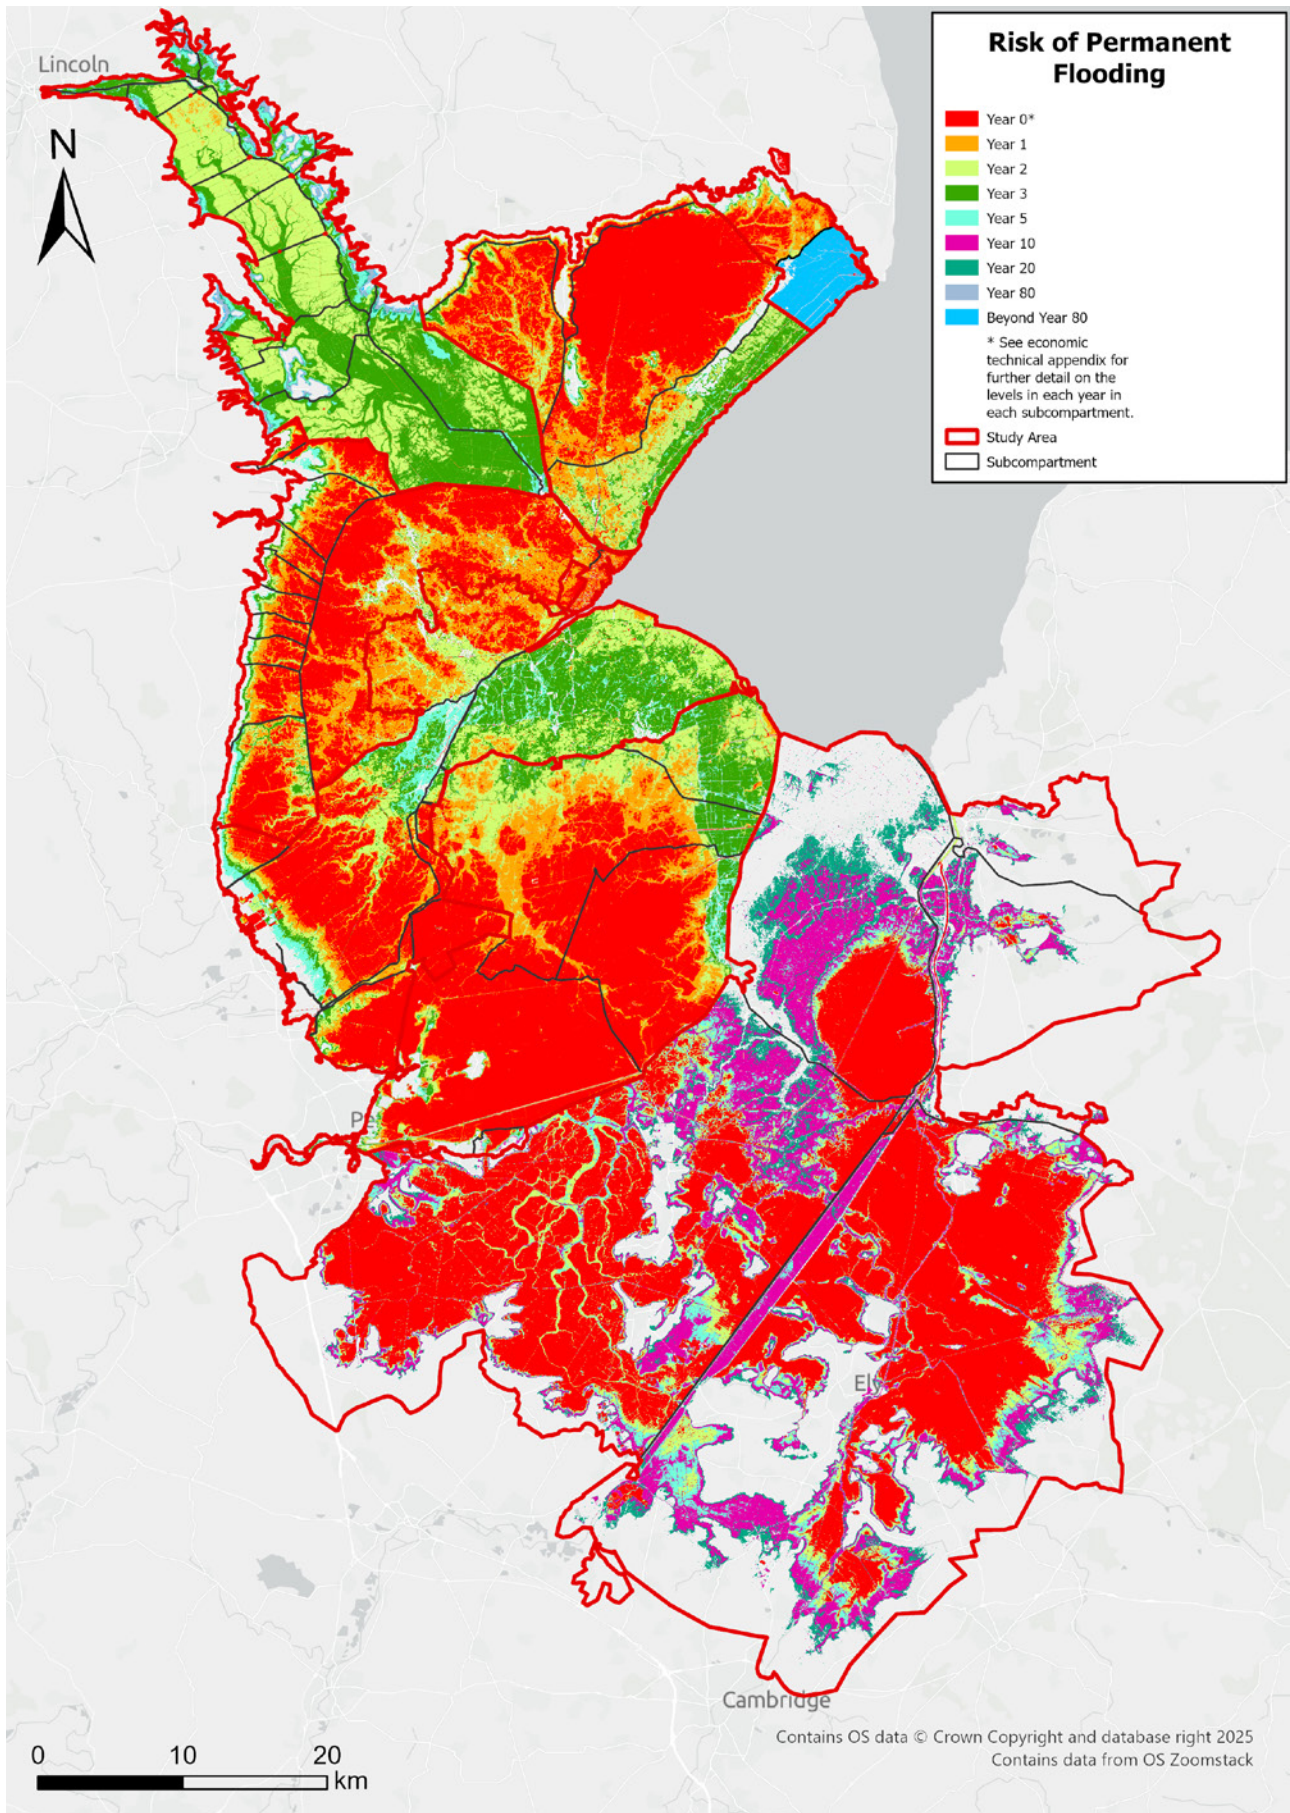 Risk of Permanent
Flooding
Year 0*
Year 1
Year 2
Year 3
Year 5
Year 10
Year 20
Year 80
Beyond Year 80
* See economic
technical appendix for
further detail on the
levels in each year in
each subcompartment.
Study Area
Subcompartment
Lincoln
N
Pe
Ely
Cambridge
Contains OS data © Crown Copyright and database right 2025
Contains data from OS Zoomstack
0 10 20
km